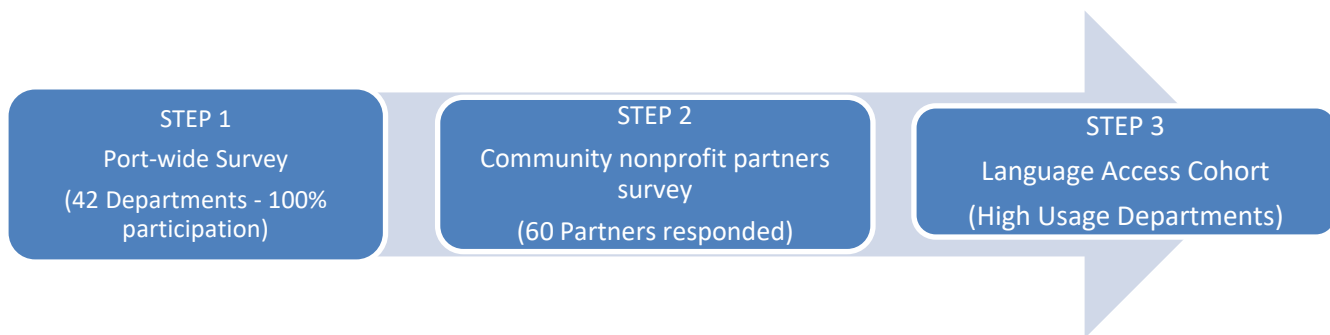 STEP 1
Port-wide Survey
(42 Departments - 100%
participation)
STEP 2
Community nonprofit partners
survey
(60 Partners responded)
STEP 3
Language Access Cohort
(High Usage Departments)